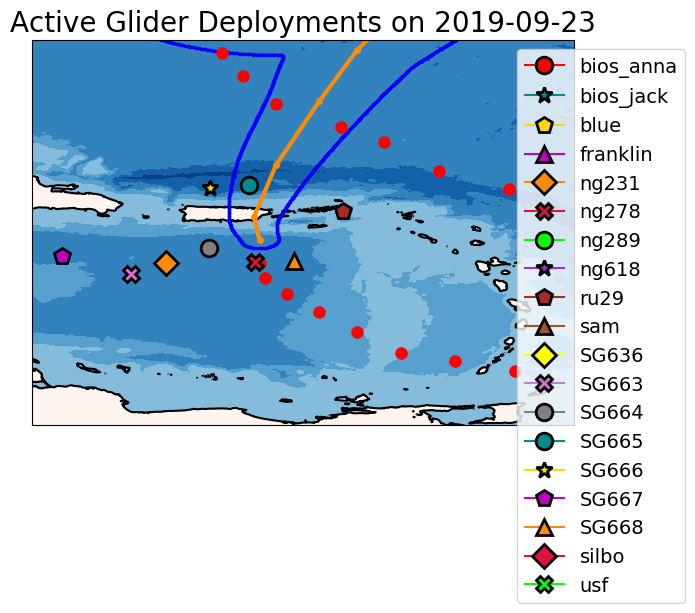 Active Glider Deployments on 2019-09-23
bios_anna
bios_jack
blue
franklin
ng231
ng278
ng289
ng618
ru29
sam
SG636
SG663
SG664
SG665
SG666
SG667
SG668
silbo
usf